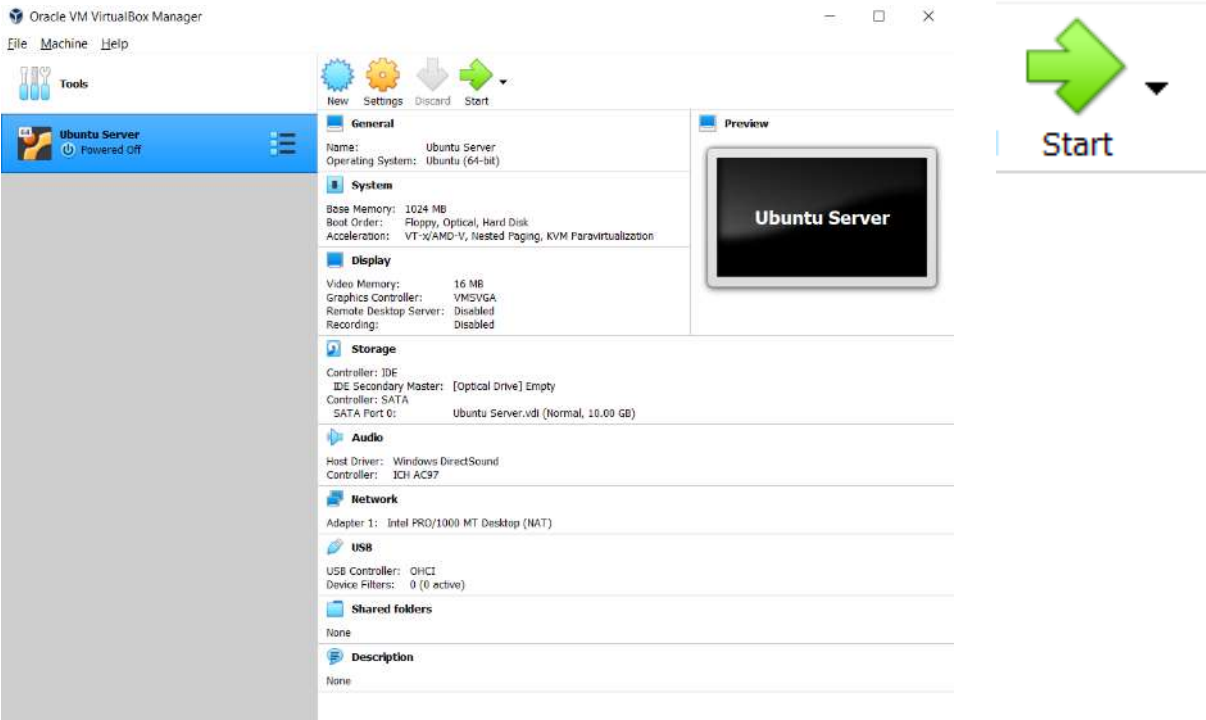 Oracle VM VirtualBox Manager
File Machine Help
Tools
New Settings Discard Start
Ubuntu Server
Powered Off
General
Name: Ubuntu Server
Operating System: Ubuntu (64-bit)
System
Base Memory: 1024 MB
Boot Order: Floppy, Optical, Hard Disk
Acceleration: VT-x/AMD-V, Nested Paging, KVM Paravirtualization
Display
Video Memory: 16 MB
Graphics Controller: VMSVGA
Remote Desktop Server: Disabled
Recording: Disabled
Preview
Ubuntu Server
Storage
Controller: IDE
IDE Secondary Master: [Optical Drive] Empty
Controller: SATA
SATA Port 0: Ubuntu Server.vdi (Normal, 10.00 GB)
Audio
Host Driver: Windows DirectSound
Controller: ICH AC97
Network
Adapter 1: Intel PRO/1000 MT Desktop (NAT)
USB
USB Controller: OHCI
Device Filters: 0 (0 active)
Shared folders
None
Description
None
Start